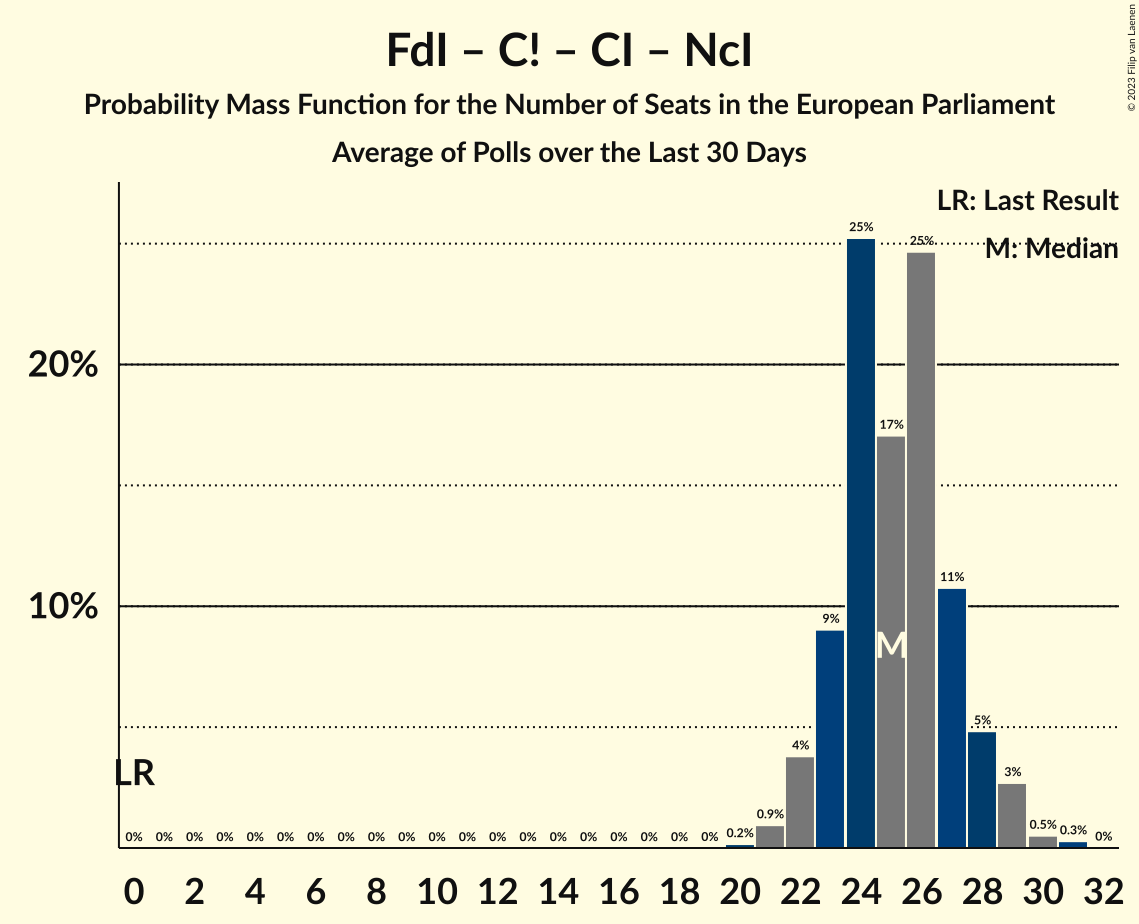 FdI – C! – CI – NcI
Probability Mass Function for the Number of Seats in the European Parliament
Average of Polls over the Last 30 Days
© 2023 Filip van Laenen
LR: Last Result
M: Median
20%
10%
LR
M
0% 0% 0% 0% 0% 0% 0% 0% 0% 0% 0% 0% 0% 0% 0% 0% 0% 0% 0% 0% 0.2% 0.9% 4% 9% 25% 17% 25% 11% 5% 3% 0.5% 0.3% 0%
0 2 4 6 8 10 12 14 16 18 20 22 24 26 28 30 32